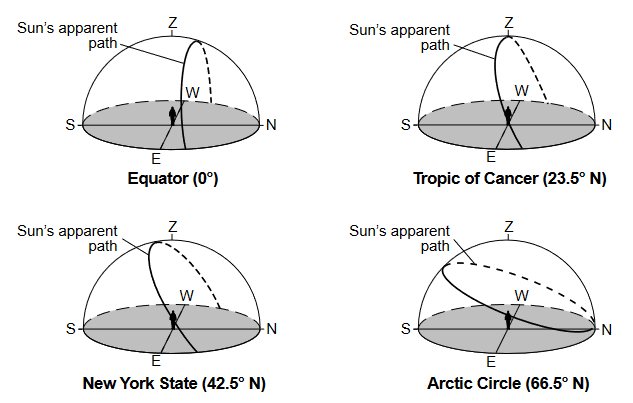 Z
Sun's apparent
path
W
S
N
E
Equator (0°)
Z
Sun's apparent
path
W
S
N
E
Tropic of Cancer (23.5° N)
Z
Sun's apparent
path
W
S
N
E
New York State (42.5° N)
Z
Sun's apparent
path
W
S
N
E
Arctic Circle (66.5° N)